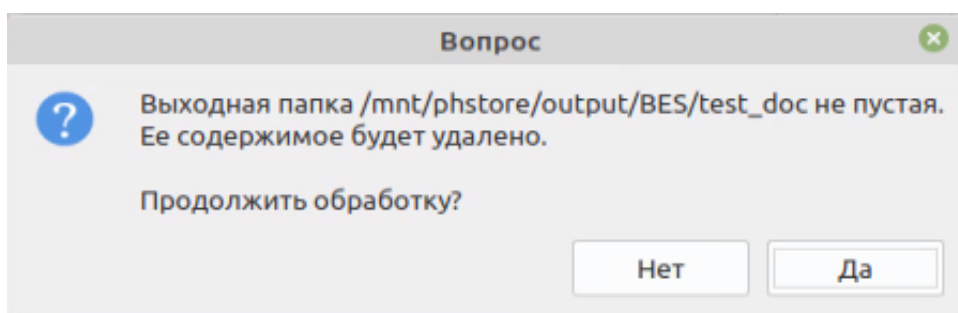 Вопрос
Выходная папка /mnt/phstore/output/BES/test_doc не пустая.
Ее содержимое будет удалено.
Продолжить обработку?
Нет
Да